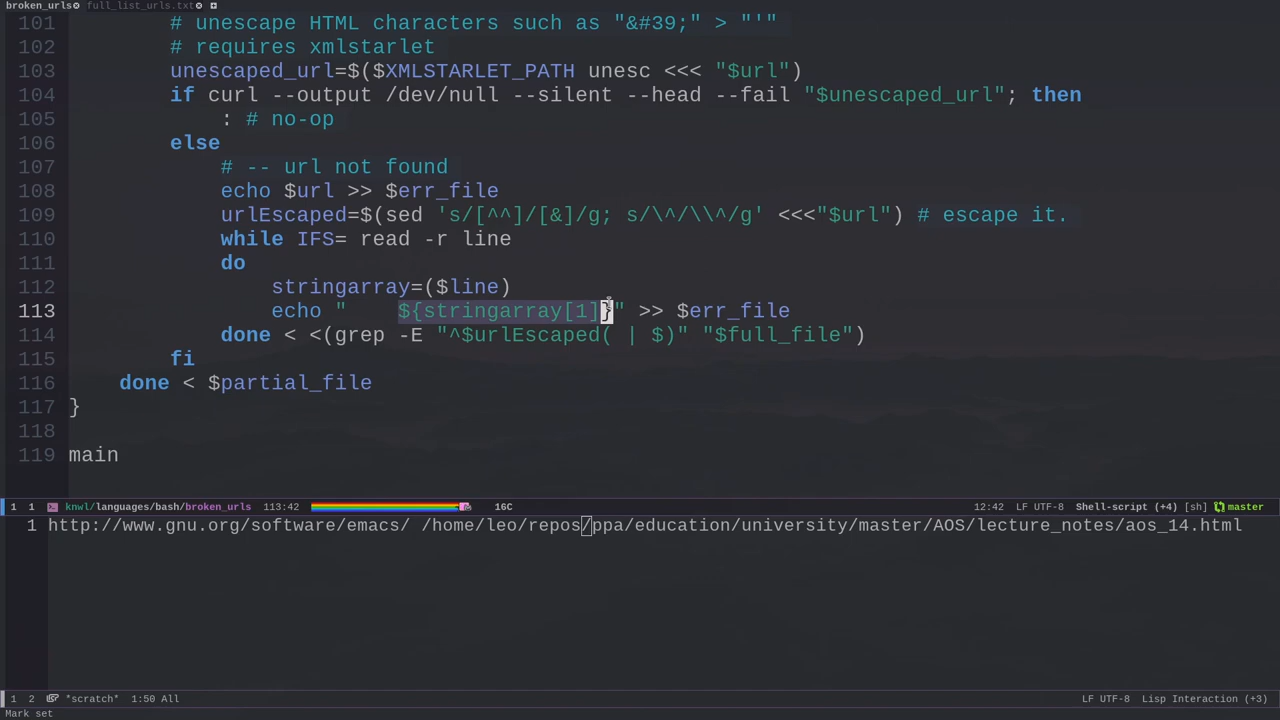 broken_urls full_list_urls.txt
101 # unescape HTML characters such as "&#39;" > "'"
102 # requires xmlstarlet
103 unescaped_url=$($XMLSTARLET_PATH unesc <<< "$url")
104 if curl --output /dev/null --silent --head --fail "$unescaped_url"; then
105 : # no-op
106 else
107 # -- url not found
108 echo $url >> $err_file
109 urlEscaped=$(sed 's/[^^]/[&]/g; s/\^/\\^/g' <<<"$url") # escape it.
110 while IFS= read -r line
111 do
112 stringarray=($line)
113 echo "    ${stringarray[1]}" >> $err_file
114 done < <(grep -E "^$urlEscaped( | $)" "$full_file")
115 fi
116 done < $partial_file
117 }
118
119 main
1 1 knwl/languages/bash/broken_urls 113:42 16C 12:42 LF UTF-8 Shell-script (+4) [sh] master
1 http://www.gnu.org/software/emacs/ /home/leo/repos/ppa/education/university/master/AOS/lecture_notes/aos_14.html
1 2 *scratch* 1:50 All LF UTF-8 Lisp Interaction (+3)
Mark set